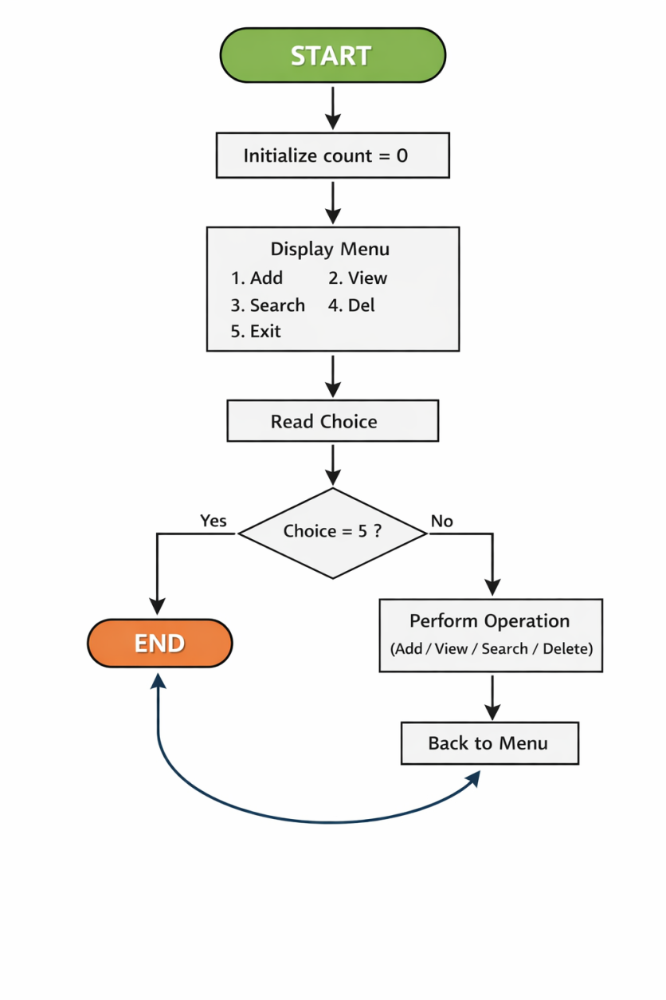 START
Initialize count = 0
Display Menu
1. Add 2. View
3. Search 4. Del
5. Exit
Read Choice
Yes
Choice = 5 ?
No
END
Perform Operation
(Add / View / Search / Delete)
Back to Menu